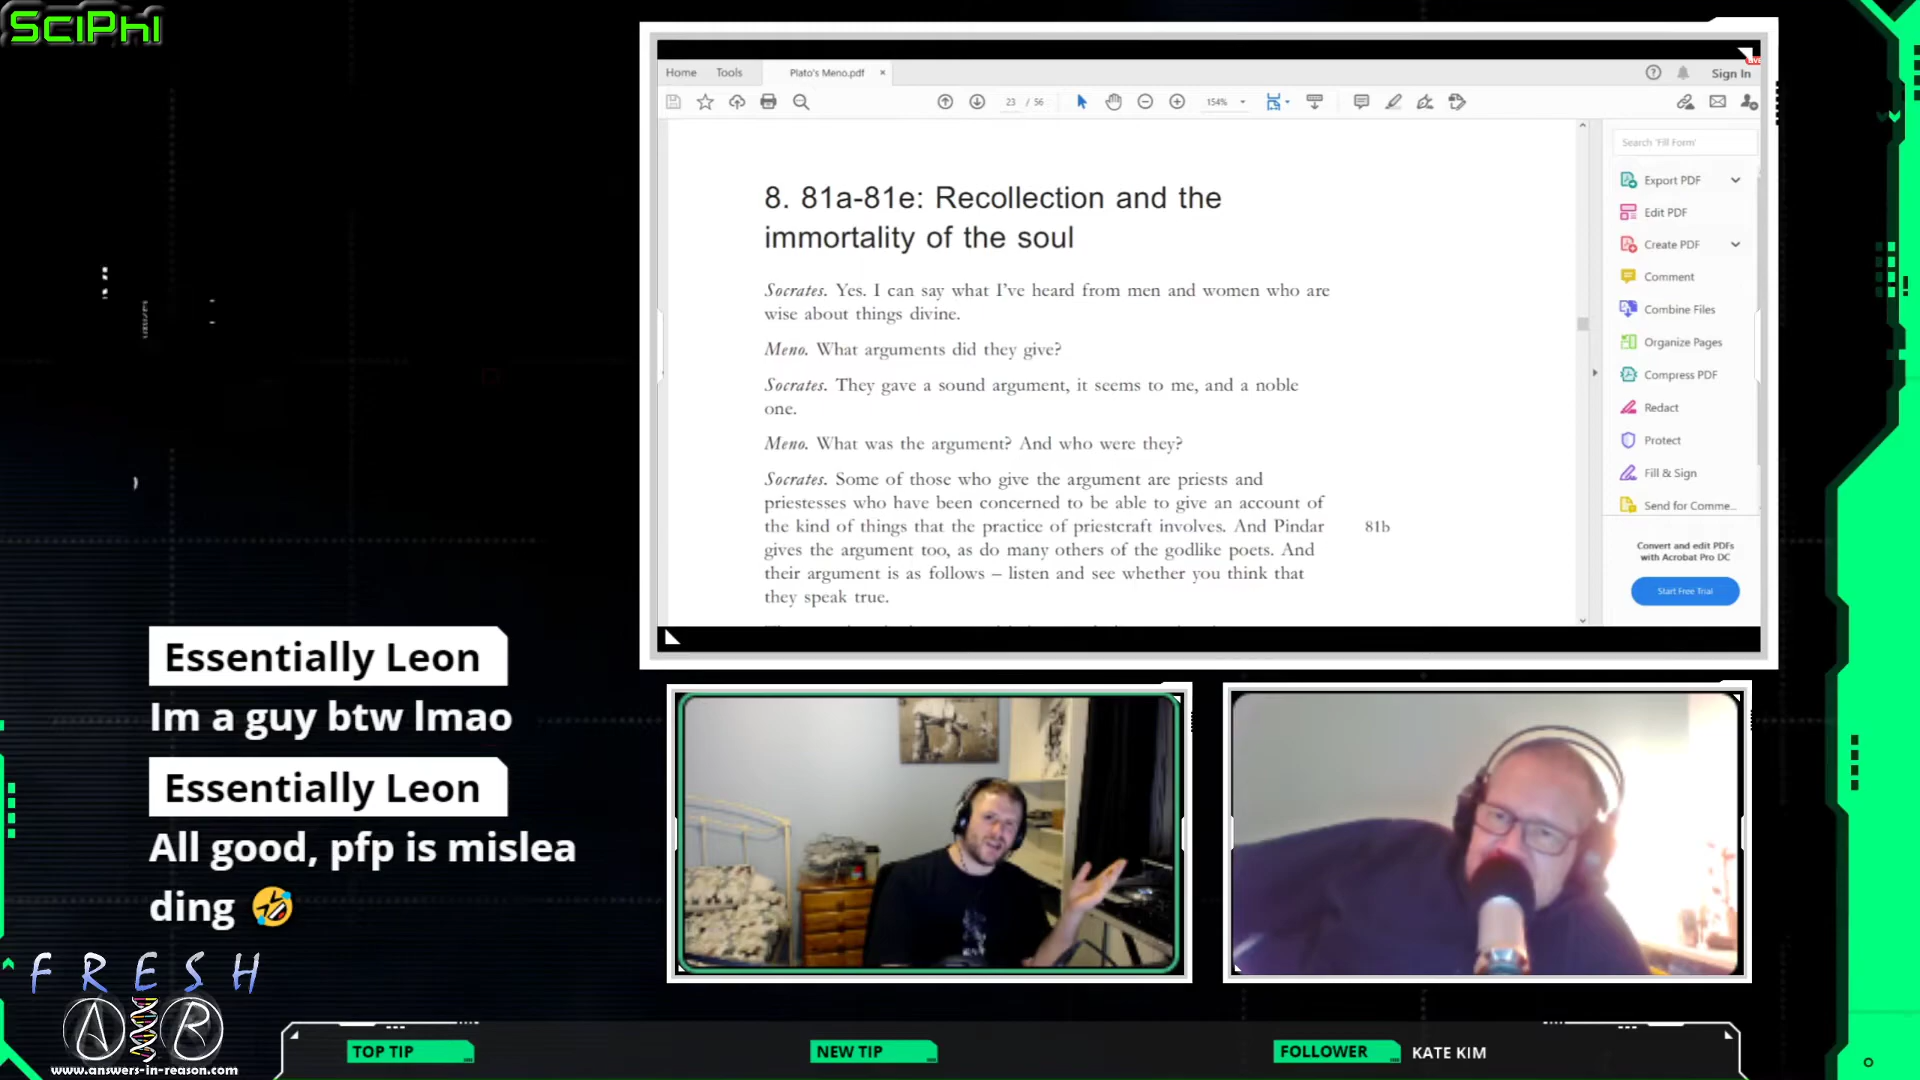 SCIPHI
Home Tools Plato's Meno.pdf × Sign In
23 / 56 154%
Search 'Fill Form'
8. 81a-81e: Recollection and the
immortality of the soul
Socrates. Yes. I can say what I've heard from men and women who are
wise about things divine.
Meno. What arguments did they give?
Socrates. They gave a sound argument, it seems to me, and a noble
one.
Meno. What was the argument? And who were they?
Socrates. Some of those who give the argument are priests and
priestesses who have been concerned to be able to give an account of
the kind of things that the practice of priestcraft involves. And Pindar
81b
gives the argument too, as do many others of the godlike poets. And
their argument is as follows – listen and see whether you think that
they speak true.
Export PDF
Edit PDF
Create PDF
Comment
Combine Files
Organize Pages
Compress PDF
Redact
Protect
Fill & Sign
Send for Comme...
Convert and edit PDFs
with Acrobat Pro DC
Start Free Trial
Essentially Leon
Im a guy btw lmao
Essentially Leon
All good, pfp is mislea
ding 🤣
FRESH
A R
www.answers-in-reason.com
TOP TIP
NEW TIP
FOLLOWER KATE KIM